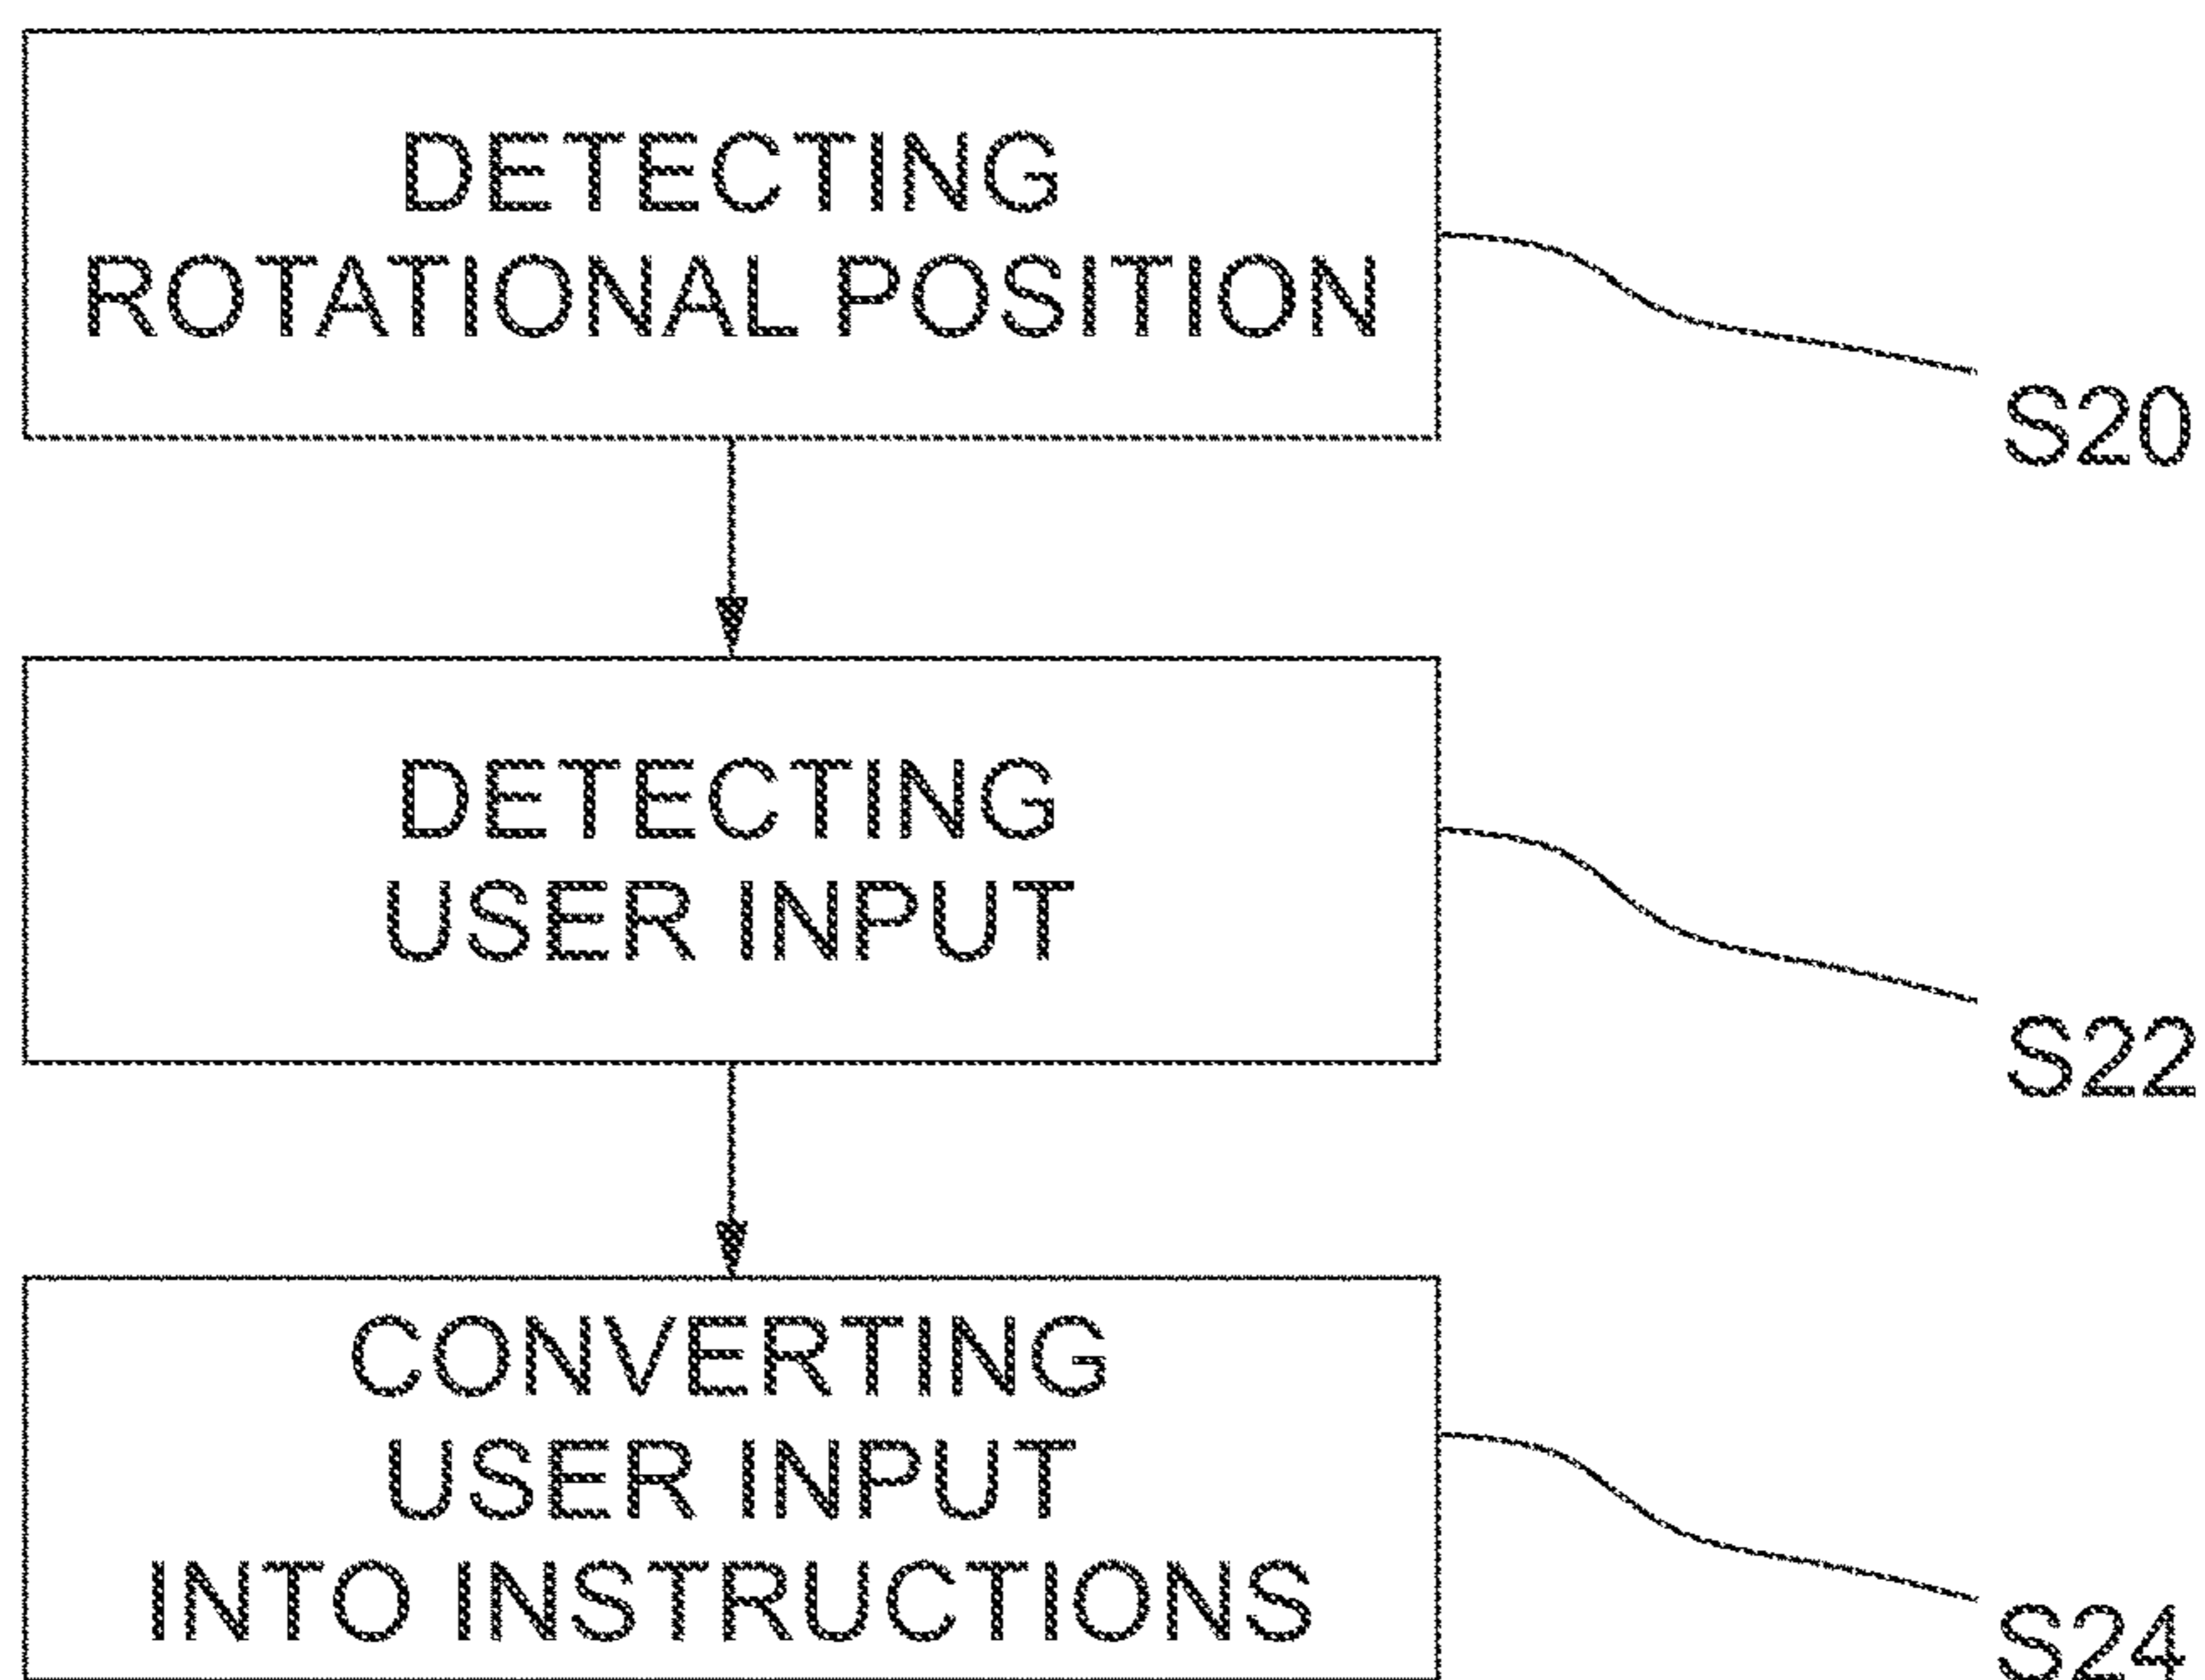 DETECTING
ROTATIONAL POSITION
S20
DETECTING
USER INPUT
S22
CONVERTING
USER INPUT
INTO INSTRUCTIONS
S24